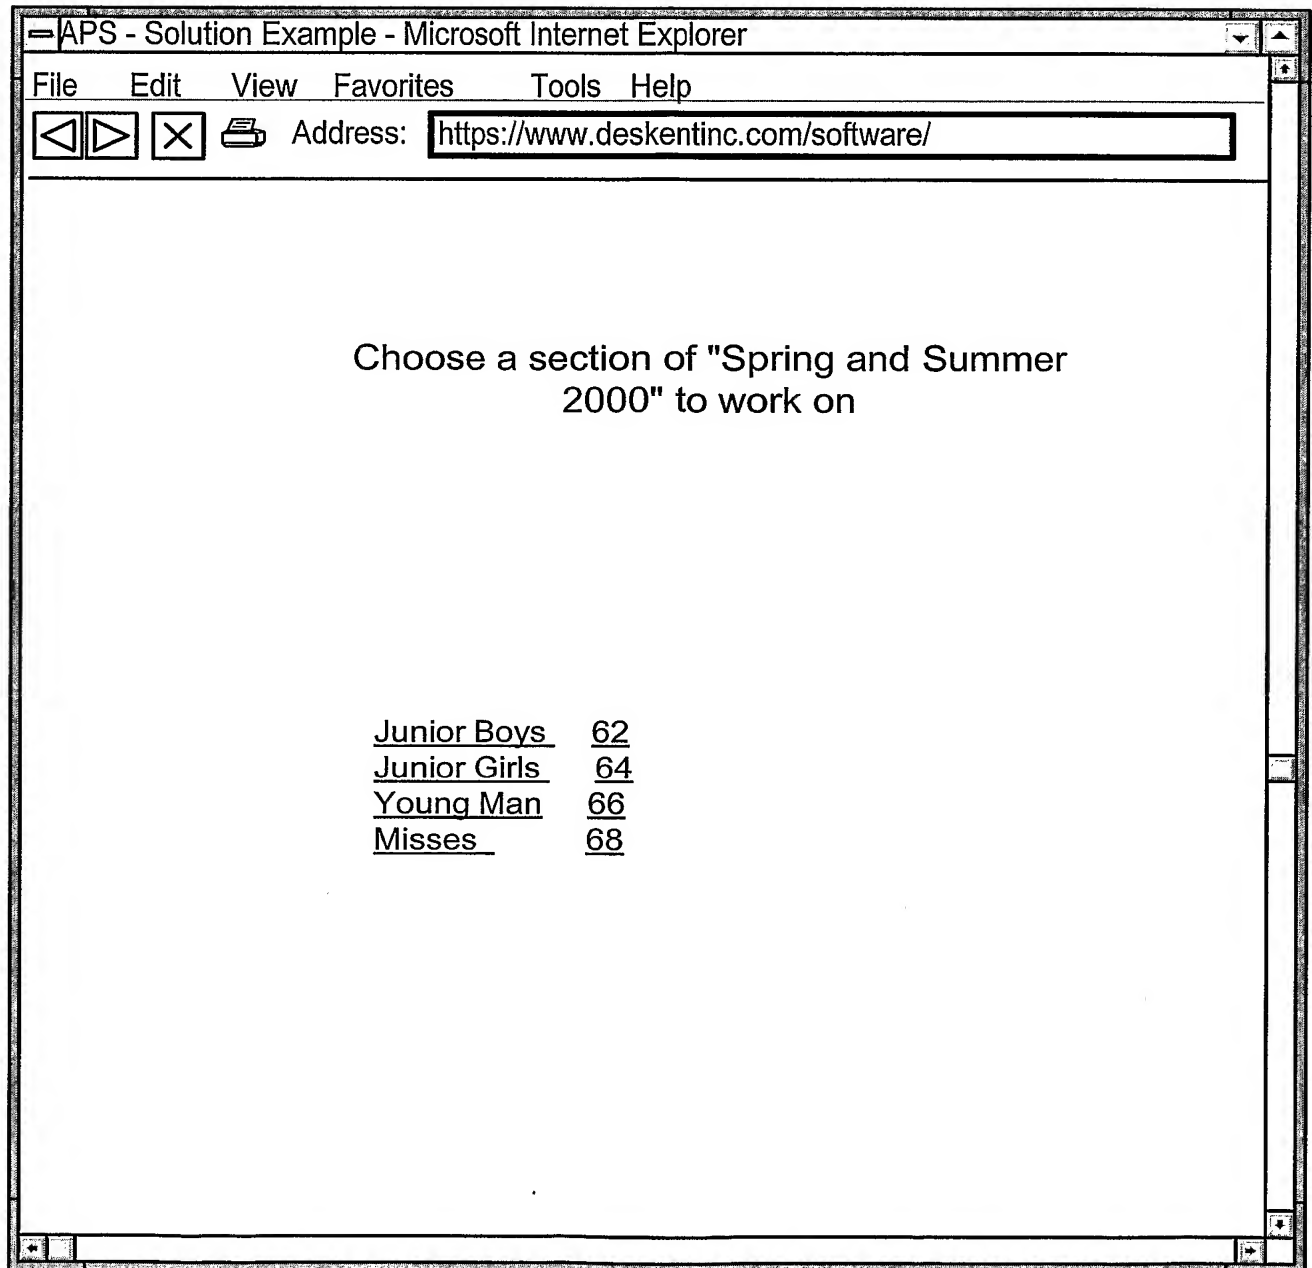 APS - Solution Example - Microsoft Internet Explorer
File Edit View Favorites Tools Help
Address: https://www.deskentinc.com/software/
Choose a section of "Spring and Summer
2000" to work on
Junior Boys 62
Junior Girls 64
Young Man 66
Misses 68